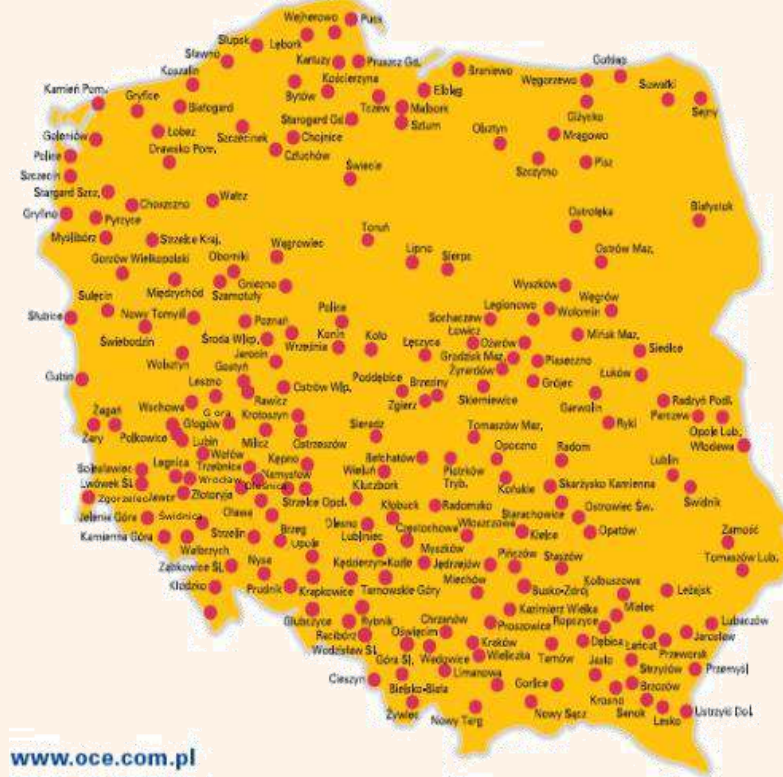 Wejherowo
Puck
Słupsk
Lębork
Sławno
Kartuzy
Pruszcz Gd.
Koszalin
Kościerzyna
Braniewo
Gołdap
Węgorzewo
Suwałki
Kamień Pom.
Gryfice
Białogard
Bytów
Tczew
Elbląg
Malbork
Giżycko
Sejny
Starogard Gd.
Sztum
Goleniów
Łobez
Szczecinek
Chojnice
Olsztyn
Mrągowo
Police
Drawsko Pom.
Człuchów
Szczecin
Świecie
Szczytno
Pisz
Stargard Szcz.
Choszczno
Wałcz
Gryfino
Pyrzyce
Białystok
Ostrołęka
Myślibórz
Strzelce Kraj.
Toruń
Wągrowiec
Lipno
Sierpc
Ostrów Maz.
Gorzów Wielkopolski
Oborniki
Międzychód
Szamotuły
Gniezno
Wyszków
Węgrów
Sulęcin
Nowy Tomyśl
Słubice
Poznań
Police
Legionowo
Wołomin
Sochaczew
Świebodzin
Środa Wlkp.
Września
Konin
Koło
Łęczyca
Łowicz
Ożarów
Mińsk Maz.
Siedlce
Wolsztyn
Jarocin
Grodzisk Maz.
Piaseczno
Żyrardów
Gubin
Leszno
Gostyń
Ostrów Wlp.
Poddębice
Brzeziny
Zgierz
Skierniewice
Grójec
Łuków
Garwolin
Radzyń Podl.
Parczew
Wschowa
Rawicz
Żagań
Góra
Krotoszyn
Żary
Polkowice
Głogów
Lubin
Milicz
Ostrzeszów
Sieradz
Tomaszów Maz.
Ryki
Opole Lub.
Włodawa
Wołów
Bełchatów
Opoczno
Radom
Lublin
Bolesławiec
Legnica
Trzebnica
Kępno
Wieluń
Piotrków
Tryb.
Lwówek Śl.
Wrocław
Namysłów
Oleśnica
Kluczbork
Końskie
Skarżysko Kamienna
Świdnik
Zgorzelec
Jawor
Złotoryja
Strzelce Opol.
Kłobuck
Radomsko
Starachowice
Ostrowiec Św.
Jelenia Góra
Świdnica
Oława
Olesno
Częstochowa
Włoszczowa
Kielce
Opatów
Zamość
Kamienna Góra
Strzelin
Brzeg
Lubliniec
Wałbrzych
Opole
Myszków
Pińczów
Staszów
Tomaszów Lub.
Ząbkowice Śl.
Nysa
Kędzierzyn-Koźle
Jędrzejów
Kłodzko
Prudnik
Krapkowice
Tarnowskie Góry
Miechów
Busko-Zdrój
Kolbuszowa
Leżajsk
Głubczyce
Rybnik
Chrzanów
Kazimierz Wielka
Mielec
Proszowice
Ropczyce
Lubaczów
Racibórz
Oświęcim
Kraków
Dębica
Łańcut
Jarosław
Wodzisław Śl.
Wieliczka
Tarnów
Przeworsk
Góra Śl.
Wadowice
Limanowa
Jasło
Strzyżów
Przemyśl
Cieszyn
Bielsko-Biała
Gorlice
Krosno
Brzozów
Żywiec
Nowy Targ
Nowy Sącz
Sanok
Lesko
Ustrzyki Dol.
www.oce.com.pl